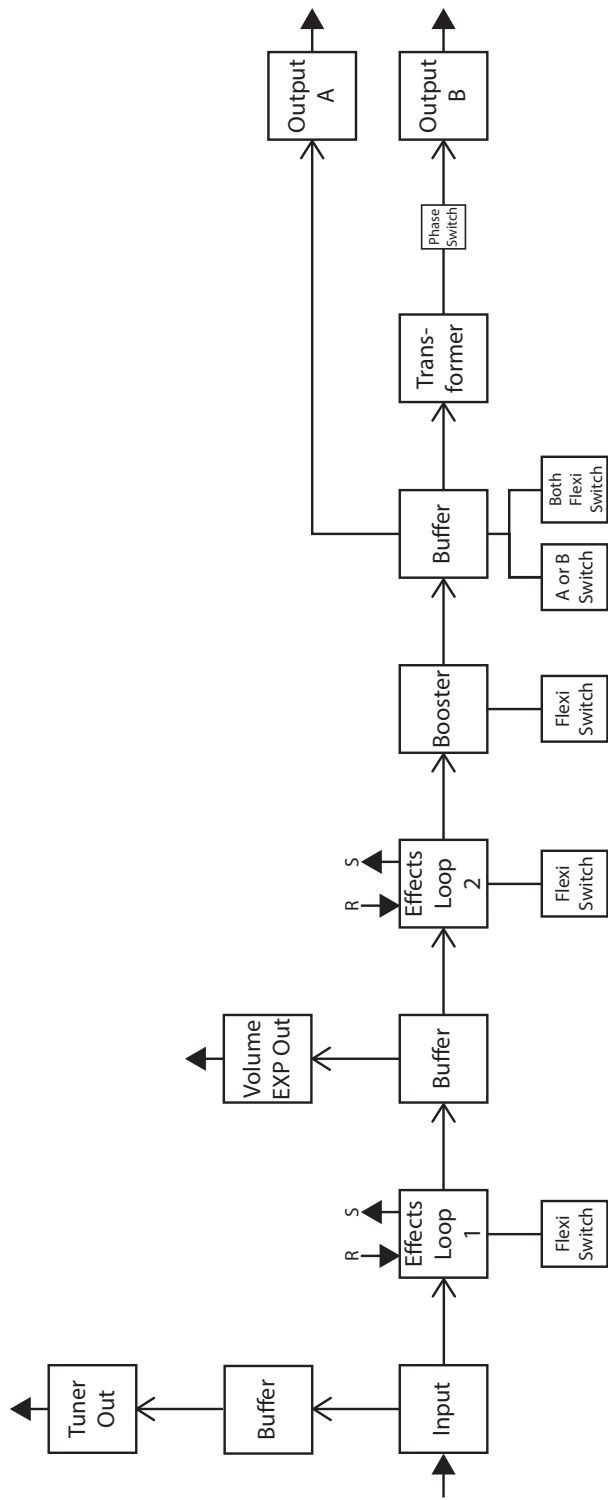 Tuner
Out
Buffer
Input
R
S
Effects
Loop
1
Flexi
Switch
Volume
EXP Out
Buffer
R
S
Effects
Loop
2
Flexi
Switch
Booster
Flexi
Switch
Buffer
A or B
Switch
Both
Flexi
Switch
Trans-
former
Phase
Switch
Output
A
Output
B